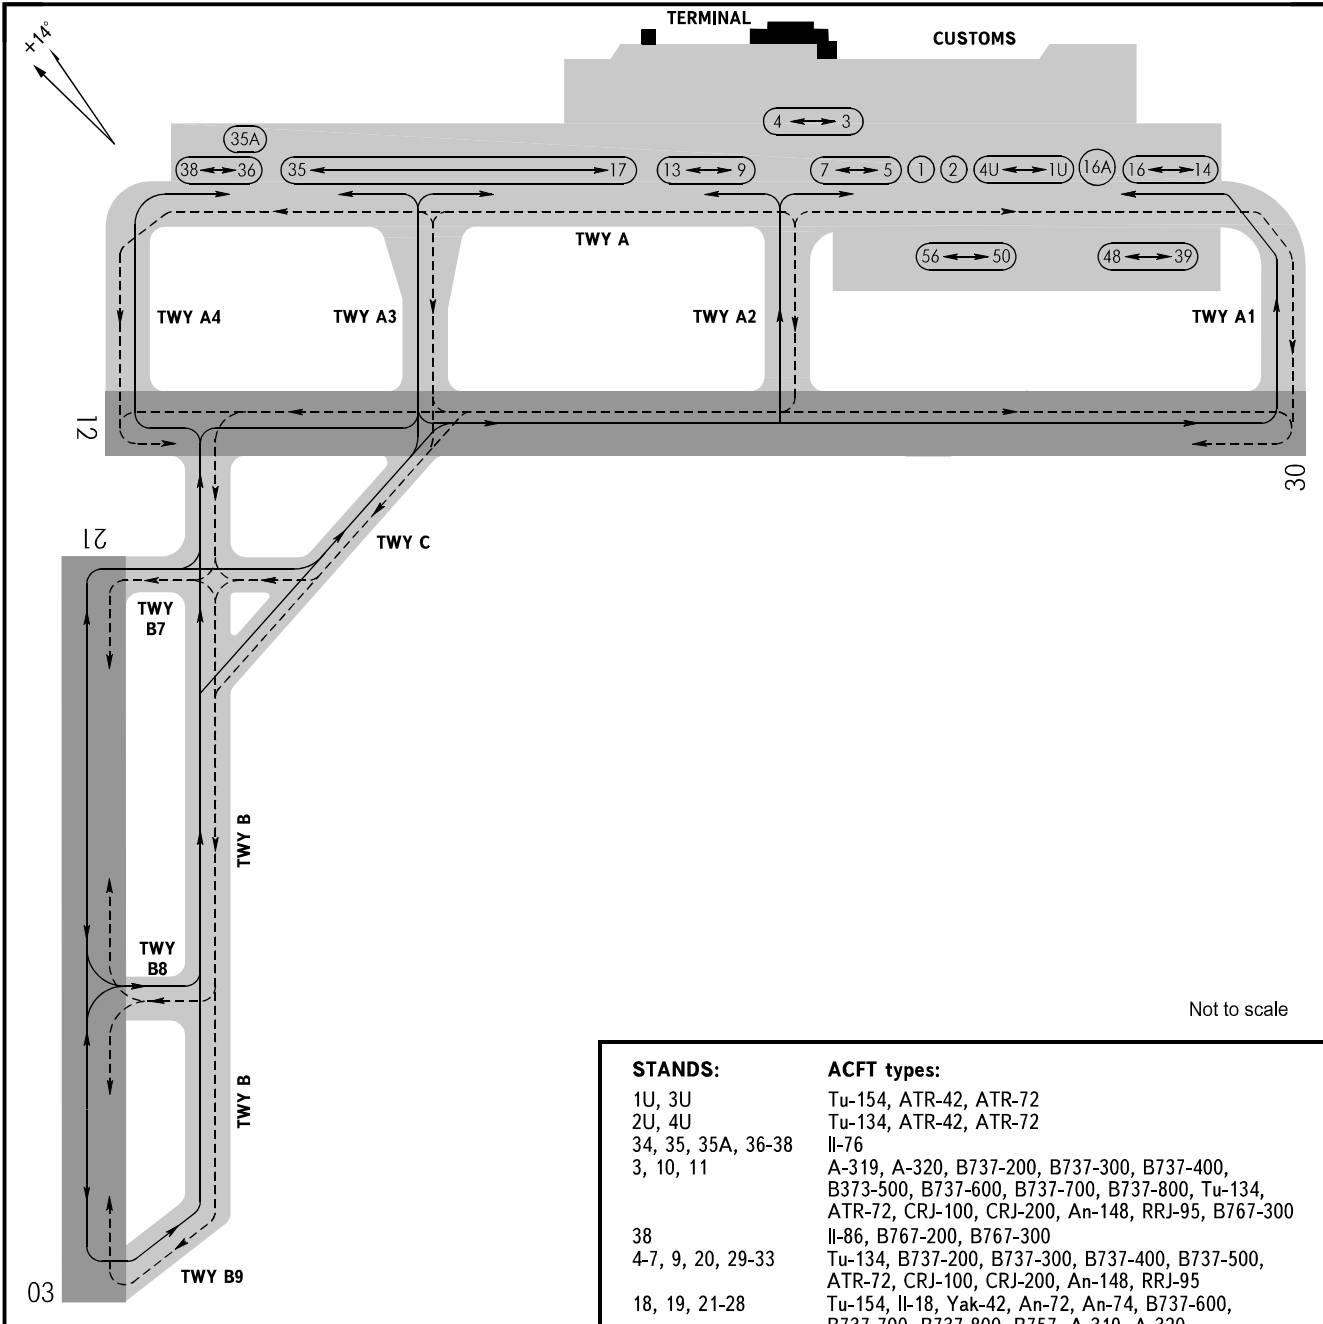 TERMINAL
CUSTOMS
+14°
4 3
35A
38 36
35 17
13 9
7 5
1
2
4U 1U
16A
16 14
TWY A
56 50
48 39
TWY A4
TWY A3
TWY A2
TWY A1
12
30
21
TWY C
TWY
B7
TWY B
TWY
B8
TWY B
TWY B9
03
Not to scale
STANDS: ACFT types:
1U, 3U Tu-154, ATR-42, ATR-72
2U, 4U Tu-134, ATR-42, ATR-72
34, 35, 35A, 36-38 Il-76
3, 10, 11 A-319, A-320, B737-200, B737-300, B737-400,
B373-500, B737-600, B737-700, B737-800, Tu-134,
ATR-72, CRJ-100, CRJ-200, An-148, RRJ-95, B767-300
38 Il-86, B767-200, B767-300
4-7, 9, 20, 29-33 Tu-134, B737-200, B737-300, B737-400, B737-500,
ATR-72, CRJ-100, CRJ-200, An-148, RRJ-95
18, 19, 21-28 Tu-154, Il-18, Yak-42, An-72, An-74, B737-600,
B737-700, B737-800, B757, A-319, A-320